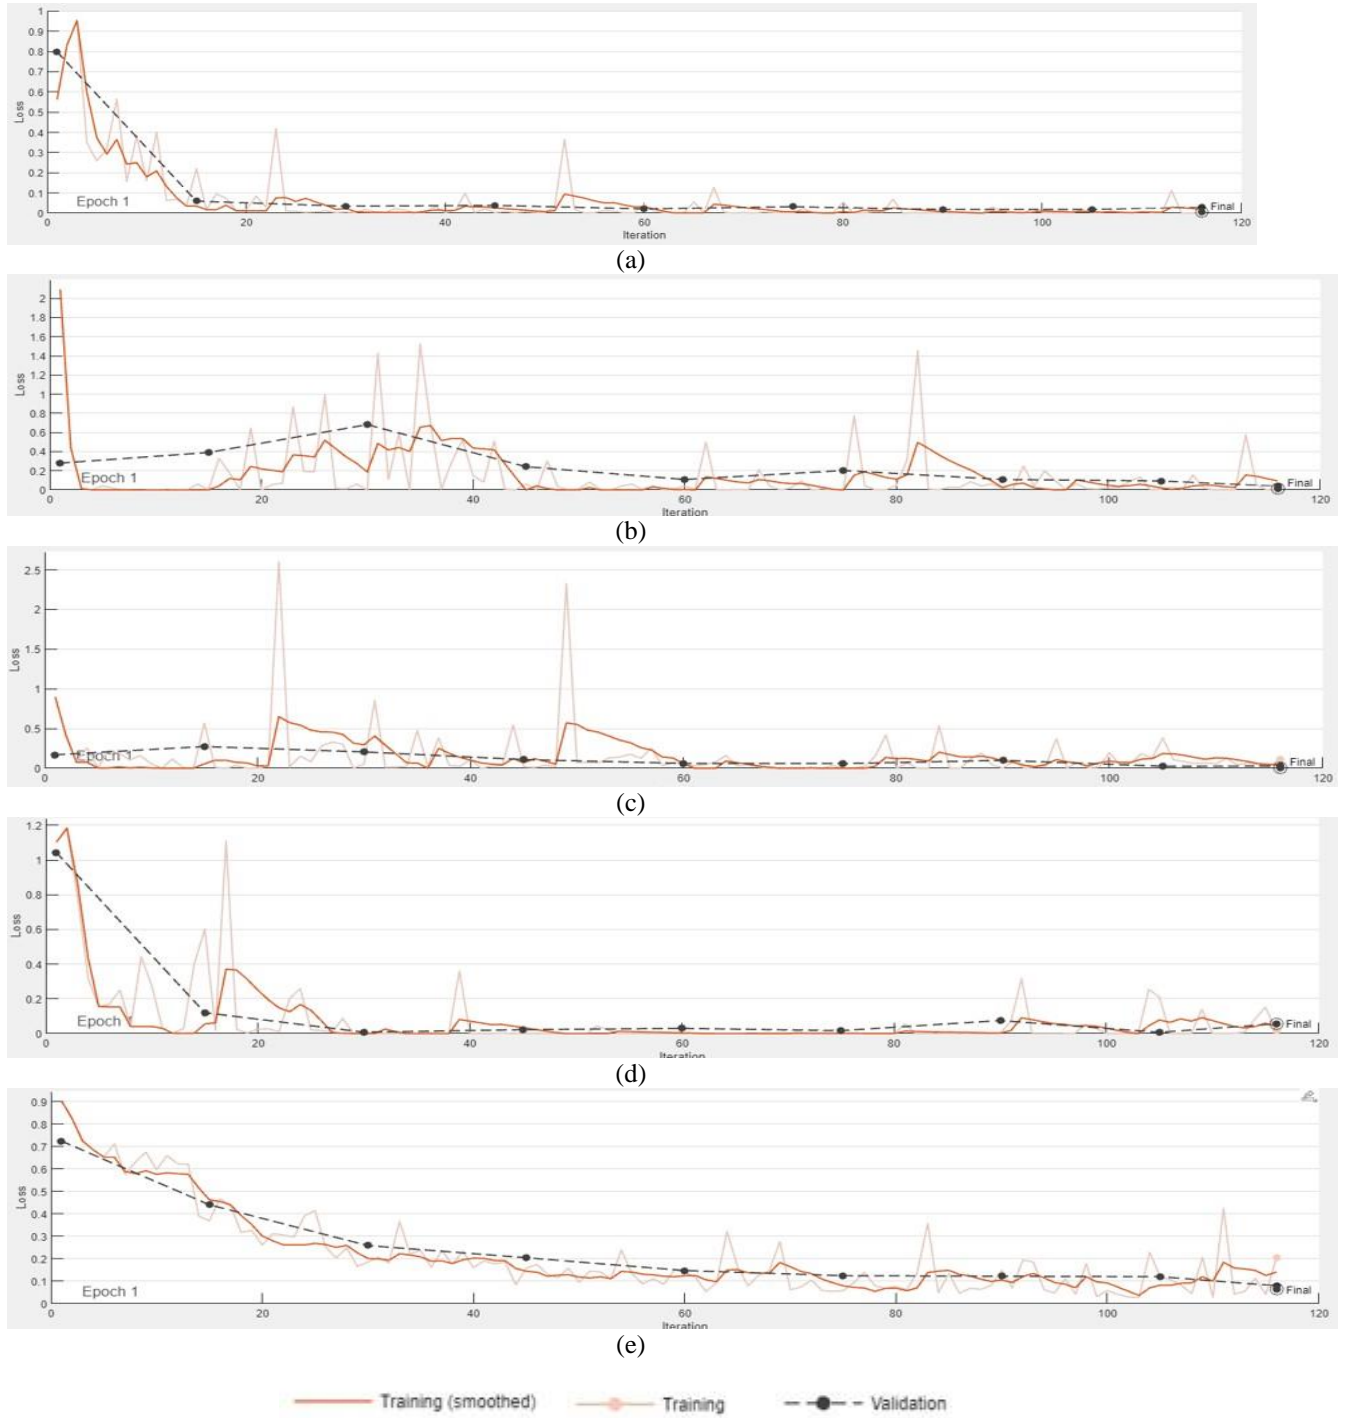 1
0.9
0.8
0.7
0.6
0.5
0.4
0.3
0.2
0.1
0
Loss
Epoch 1
Final
0 20 40 60 80 100 120
Iteration
(a)
2
1.8
1.6
1.4
1.2
1
0.8
0.6
0.4
0.2
0
Loss
Epoch 1
Final
0 20 40 60 80 100 120
Iteration
(b)
2.5
2
1.5
1
0.5
0
Loss
Epoch 1
Final
0 20 40 60 80 100 120
(c)
1.2
1
0.8
0.6
0.4
0.2
0
Loss
Epoch
Final
0 20 40 60 80 100 120
Iteration
(d)
0.9
0.8
0.7
0.6
0.5
0.4
0.3
0.2
0.1
0
Loss
Epoch 1
Final
0 20 40 60 80 100 120
Iteration
(e)
Training (smoothed) Training Validation